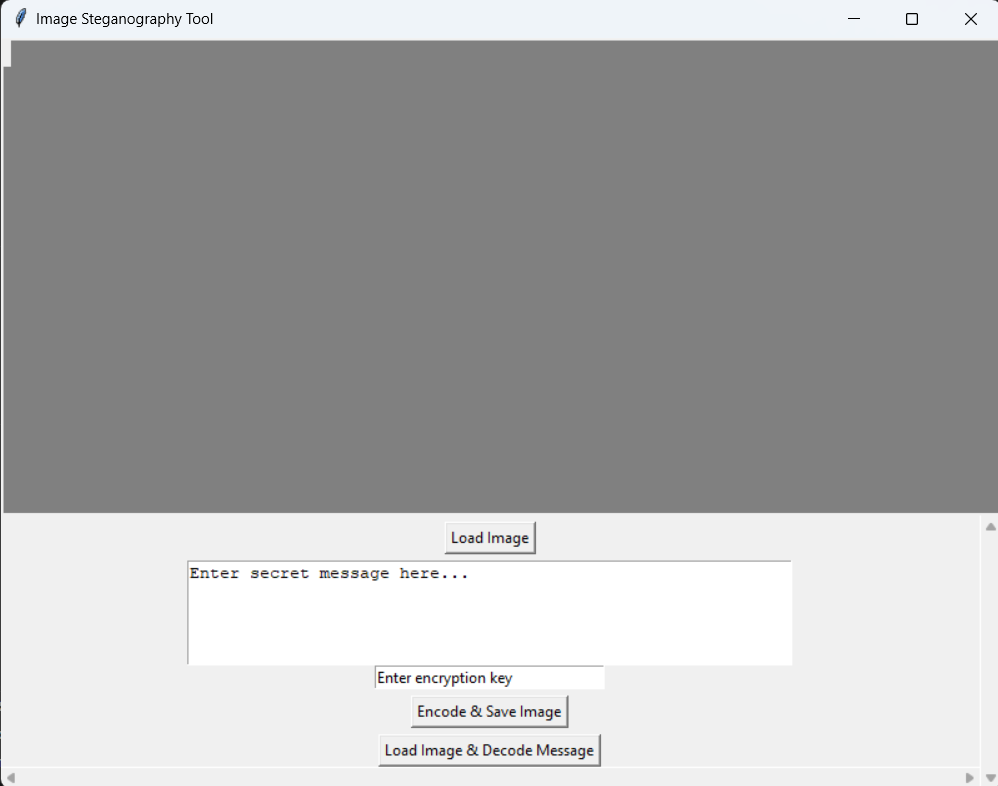 Image Steganography Tool
Load Image
Enter secret message here...
Enter encryption key
Encode & Save Image
Load Image & Decode Message